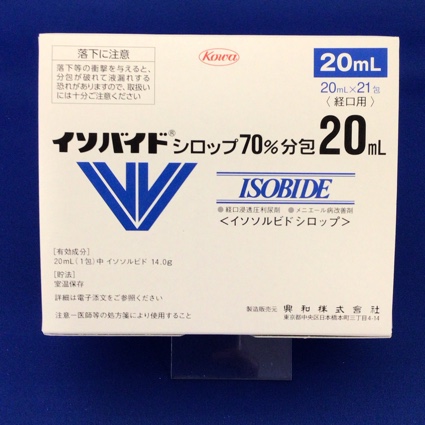 落下に注意
落下等の衝撃を与えると、
分包が破れて液漏れする
恐れがありますので、取扱い
には十分ご注意ください
Kowa
20mL
20mL×21包
〈経口用〉
イソバイド®シロップ70%分包20mL
ISOBIDE
●経口浸透圧利尿剤 ●メニエール病改善剤
<イソソルビドシロップ>
[有効成分]
20mL(1包)中 イソソルビド 14.0g
[貯法]
室温保存
詳細は電子添文をご参照ください
注意-医師等の処方箋により使用すること
製造販売元 興和株式会社
東京都中央区日本橋本町三丁目4-14